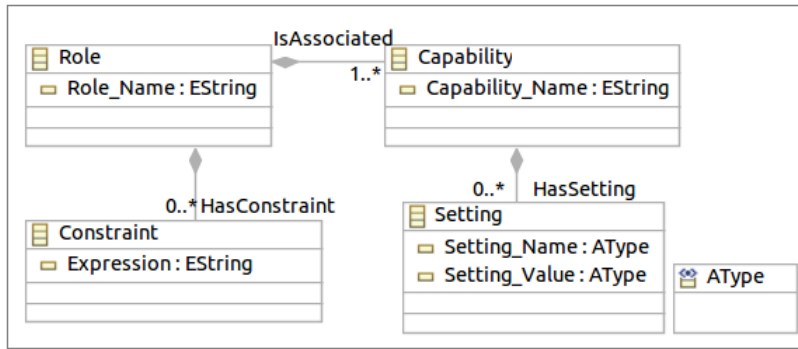 IsAssociated
Role
Role_Name : EString
1..*
Capability
Capability_Name : EString
0..* HasConstraint
Constraint
Expression : EString
0..* HasSetting
Setting
Setting_Name : AType
Setting_Value : AType
AType